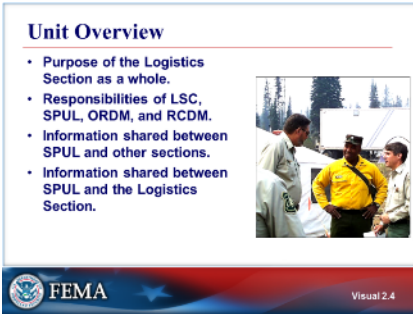 Unit Overview
• Purpose of the Logistics
Section as a whole.
• Responsibilities of LSC,
SPUL, ORDM, and RCDM.
• Information shared between
SPUL and other sections.
• Information shared between
SPUL and the Logistics
Section.
FEMA
Visual 2.4